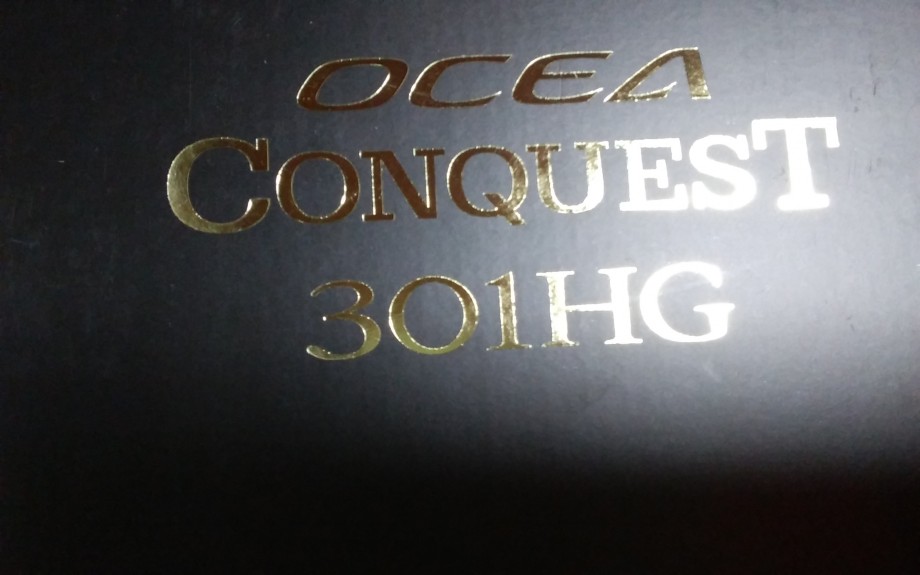 OCEA
CONQUEST
301HG